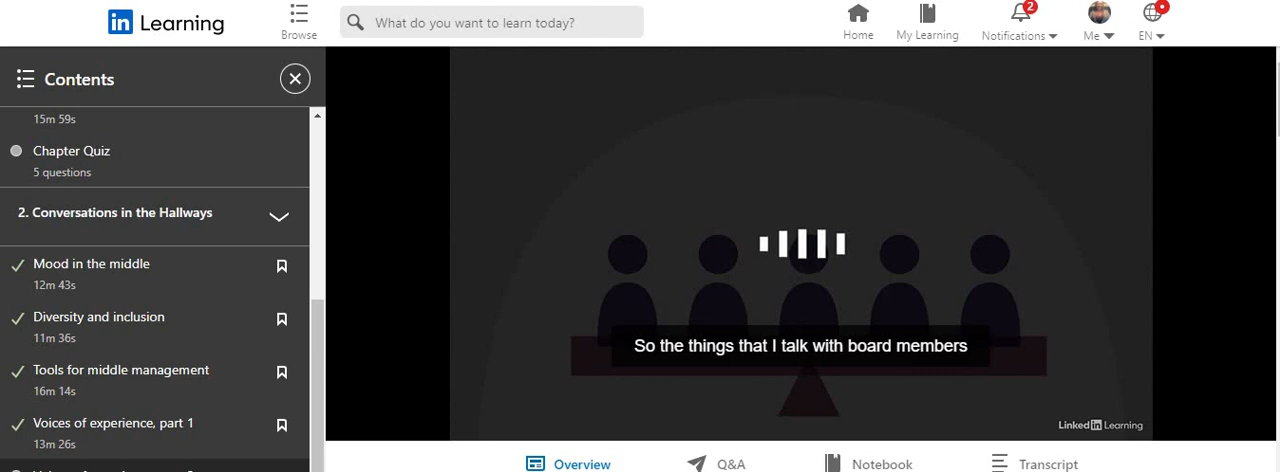 in Learning
Browse
What do you want to learn today?
Home
My Learning
2
Notifications
Me
EN
Contents
15m 59s
Chapter Quiz
5 questions
2. Conversations in the Hallways
Mood in the middle
12m 43s
Diversity and inclusion
11m 36s
Tools for middle management
16m 14s
Voices of experience, part 1
13m 26s
So the things that I talk with board members
Linked in Learning
Overview
Q&A
Notebook
Transcript